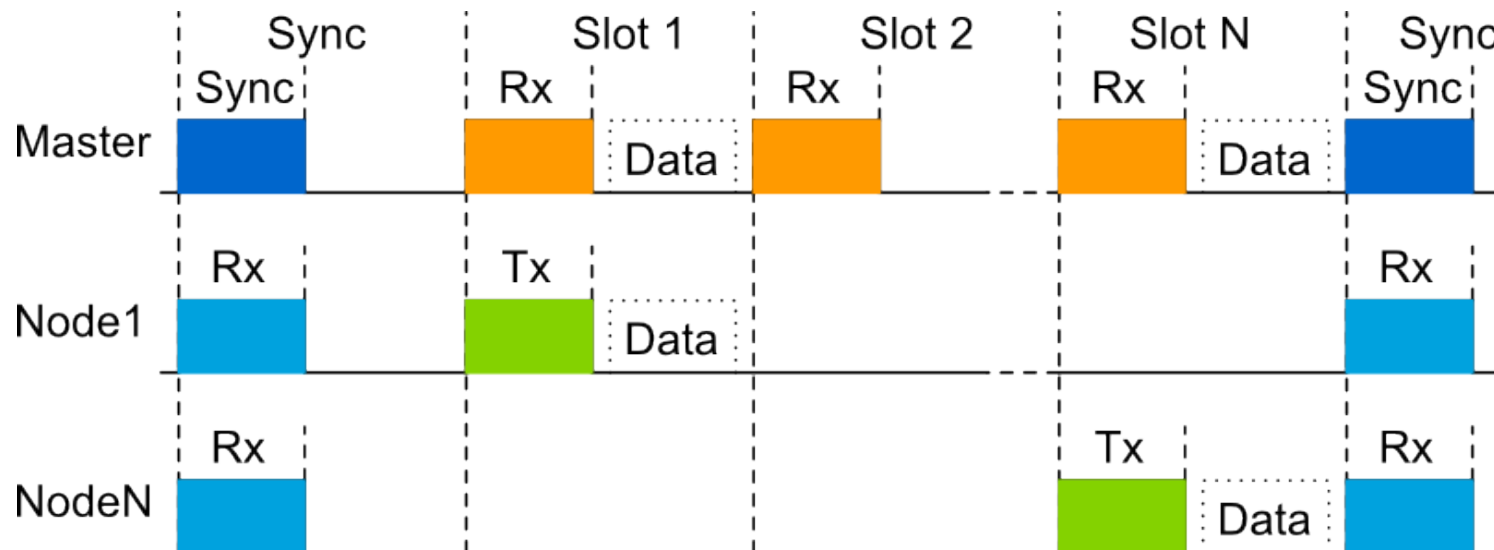 Sync Slot 1 Slot 2 Slot N Sync
Sync Rx Rx Rx Sync
Master Data Data
Rx Tx Rx
Node1 Data
Rx Tx Rx
NodeN Data